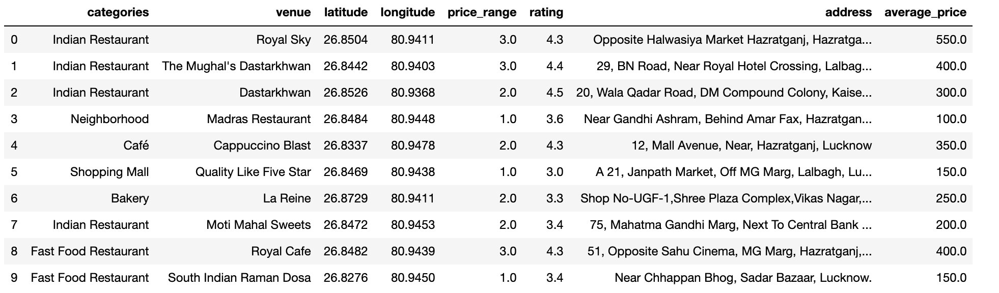 categories venue latitude longitude price_range rating address average_price
0 Indian Restaurant Royal Sky 26.8504 80.9411 3.0 4.3 Opposite Halwasiya Market Hazratganj, Hazratga... 550.0
1 Indian Restaurant The Mughal's Dastarkhwan 26.8442 80.9403 3.0 4.4 29, BN Road, Near Royal Hotel Crossing, Lalbag... 400.0
2 Indian Restaurant Dastarkhwan 26.8526 80.9368 2.0 4.5 20, Wala Qadar Road, DM Compound Colony, Kaise... 300.0
3 Neighborhood Madras Restaurant 26.8484 80.9448 1.0 3.6 Near Gandhi Ashram, Behind Amar Fax, Hazratgan... 100.0
4 Café Cappuccino Blast 26.8337 80.9478 2.0 4.3 12, Mall Avenue, Near, Hazratganj, Lucknow 350.0
5 Shopping Mall Quality Like Five Star 26.8469 80.9438 1.0 3.0 A 21, Janpath Market, Off MG Marg, Lalbagh, Lu... 150.0
6 Bakery La Reine 26.8729 80.9411 2.0 3.3 Shop No-UGF-1,Shree Plaza Complex,Vikas Nagar,... 250.0
7 Indian Restaurant Moti Mahal Sweets 26.8472 80.9453 2.0 3.4 75, Mahatma Gandhi Marg, Next To Central Bank ... 200.0
8 Fast Food Restaurant Royal Cafe 26.8482 80.9439 3.0 4.3 51, Opposite Sahu Cinema, MG Marg, Hazratganj,... 400.0
9 Fast Food Restaurant South Indian Raman Dosa 26.8276 80.9450 1.0 3.4 Near Chhappan Bhog, Sadar Bazaar, Lucknow. 150.0